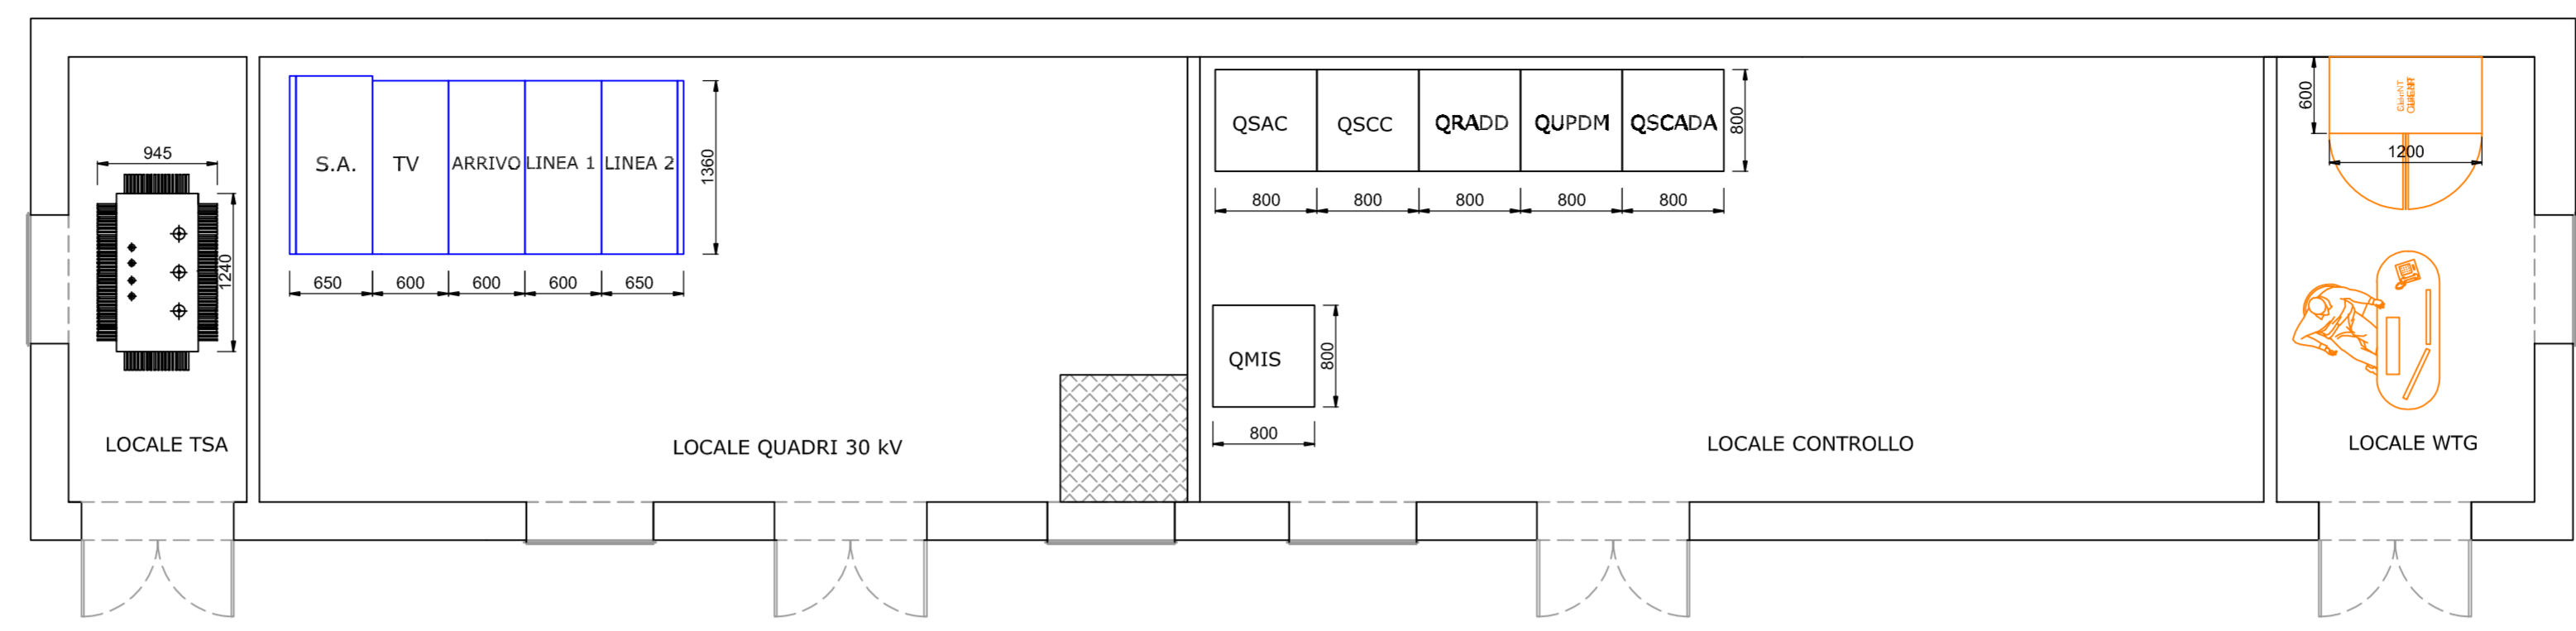 945
1240
LOCALE TSA
S.A.
TV
ARRIVO
LINEA 1
LINEA 2
1360
650
600
600
600
650
LOCALE QUADRI 30 kV
QSAC
QSCC
QRADD
QUPDM
QSCADA
800
800
800
800
800
800
QMIS
800
800
LOCALE CONTROLLO
600
1200
LOCALE WTG